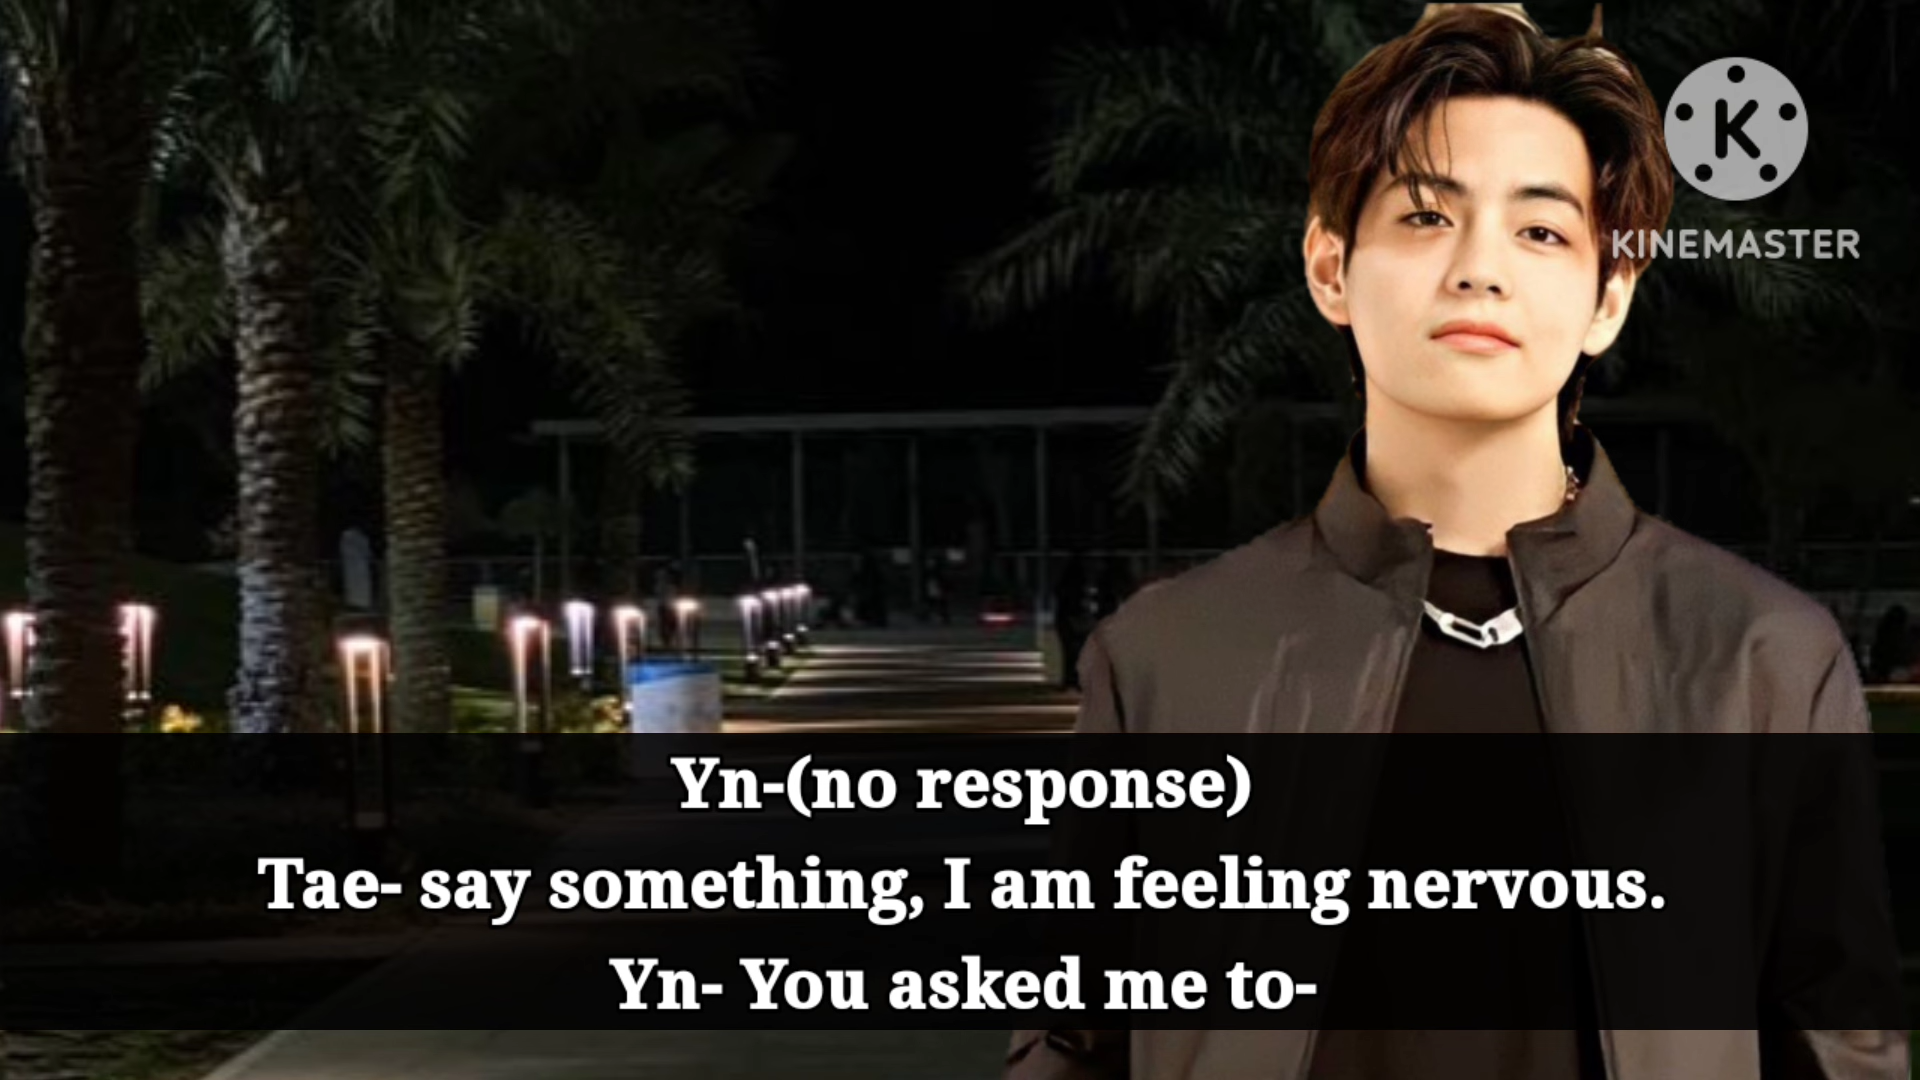 K
KINEMASTER
Yn-(no response)
Tae- say something, I am feeling nervous.
Yn- You asked me to-